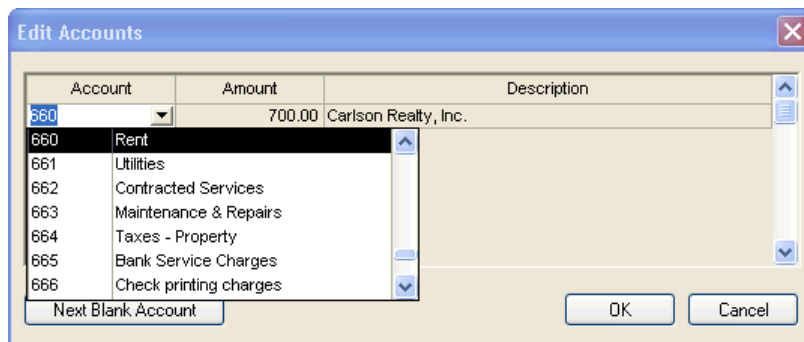 Edit Accounts
Account Amount Description
660 700.00 Carlson Realty, Inc.
660 Rent
661 Utilities
662 Contracted Services
663 Maintenance & Repairs
664 Taxes - Property
665 Bank Service Charges
666 Check printing charges
Next Blank Account OK Cancel